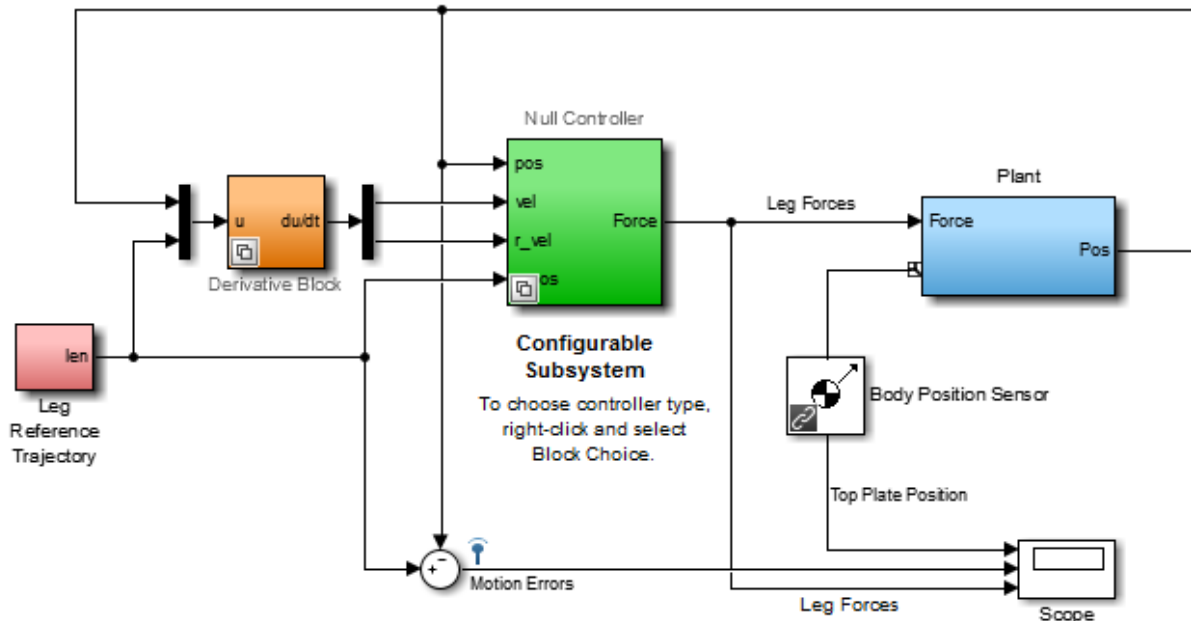 Null Controller
pos
vel
r_vel
os
Force
u
du/dt
Derivative Block
len
Leg
Reference
Trajectory
Configurable
Subsystem
To choose controller type,
right-click and select
Block Choice.
Leg Forces
Plant
Force
Pos
Body Position Sensor
Top Plate Position
+
-
Motion Errors
Leg Forces
Scope